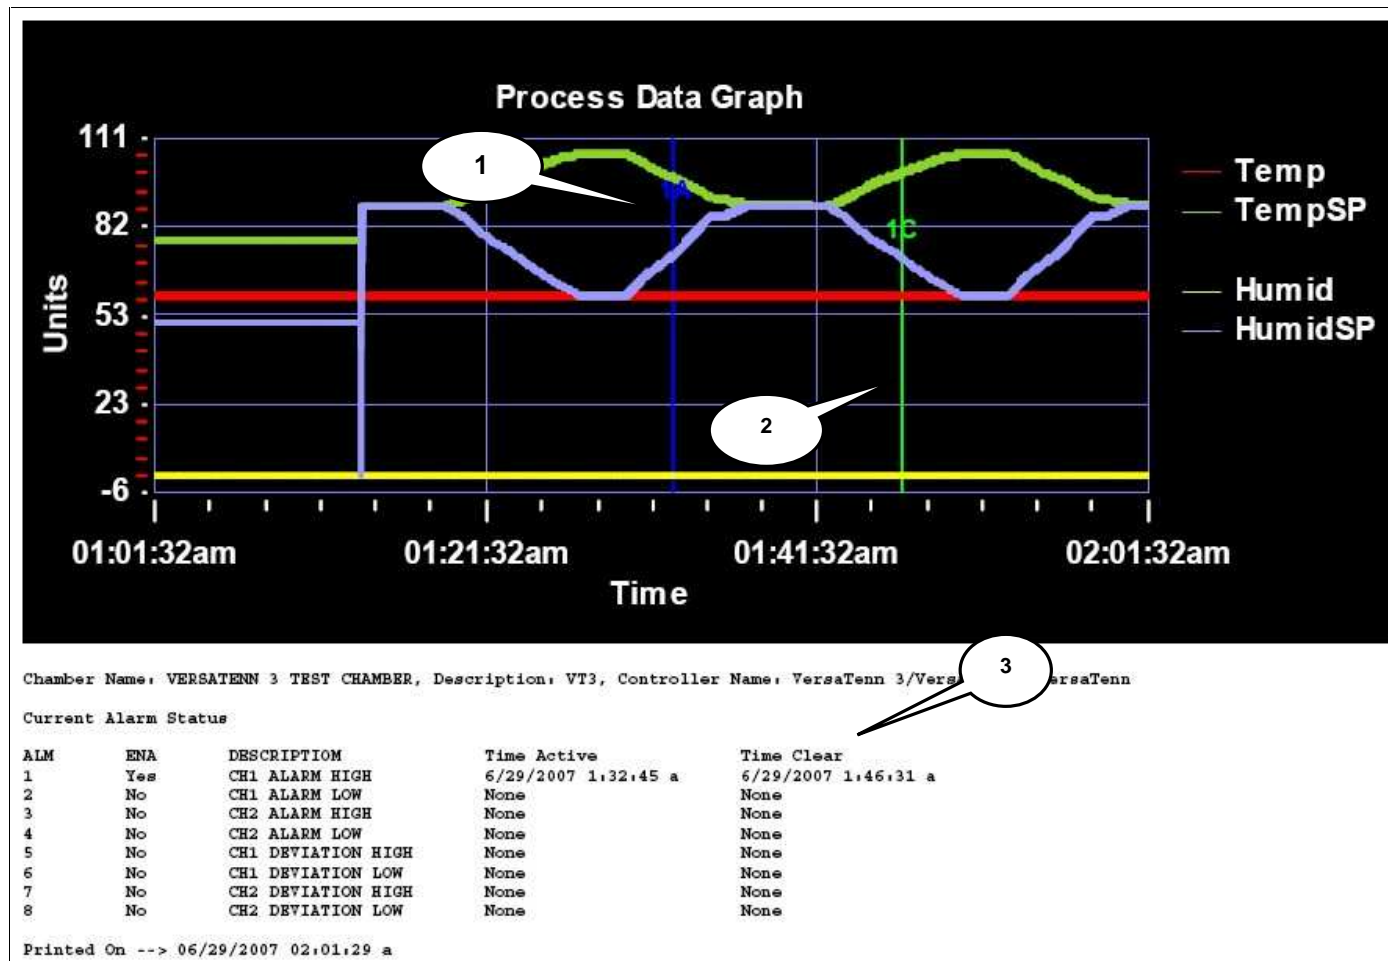 Process Data Graph
111
82
53
23
-6
Units
1
1A
1C
2
Temp
TempSP
Humid
HumidSP
01:01:32am 01:21:32am 01:41:32am 02:01:32am
Time
3
Chamber Name: VERSATENN 3 TEST CHAMBER, Description: VT3, Controller Name: VersaTenn 3/Vers ersaTenn
Current Alarm Status
ALM ENA DESCRIPTIOM Time Active Time Clear
1 Yes CH1 ALARM HIGH 6/29/2007 1:32:45 a 6/29/2007 1:46:31 a
2 No CH1 ALARM LOW None None
3 No CH2 ALARM HIGH None None
4 No CH2 ALARM LOW None None
5 No CH1 DEVIATION HIGH None None
6 No CH1 DEVIATION LOW None None
7 No CH2 DEVIATION HIGH None None
8 No CH2 DEVIATION LOW None None
Printed On --> 06/29/2007 02:01:29 a